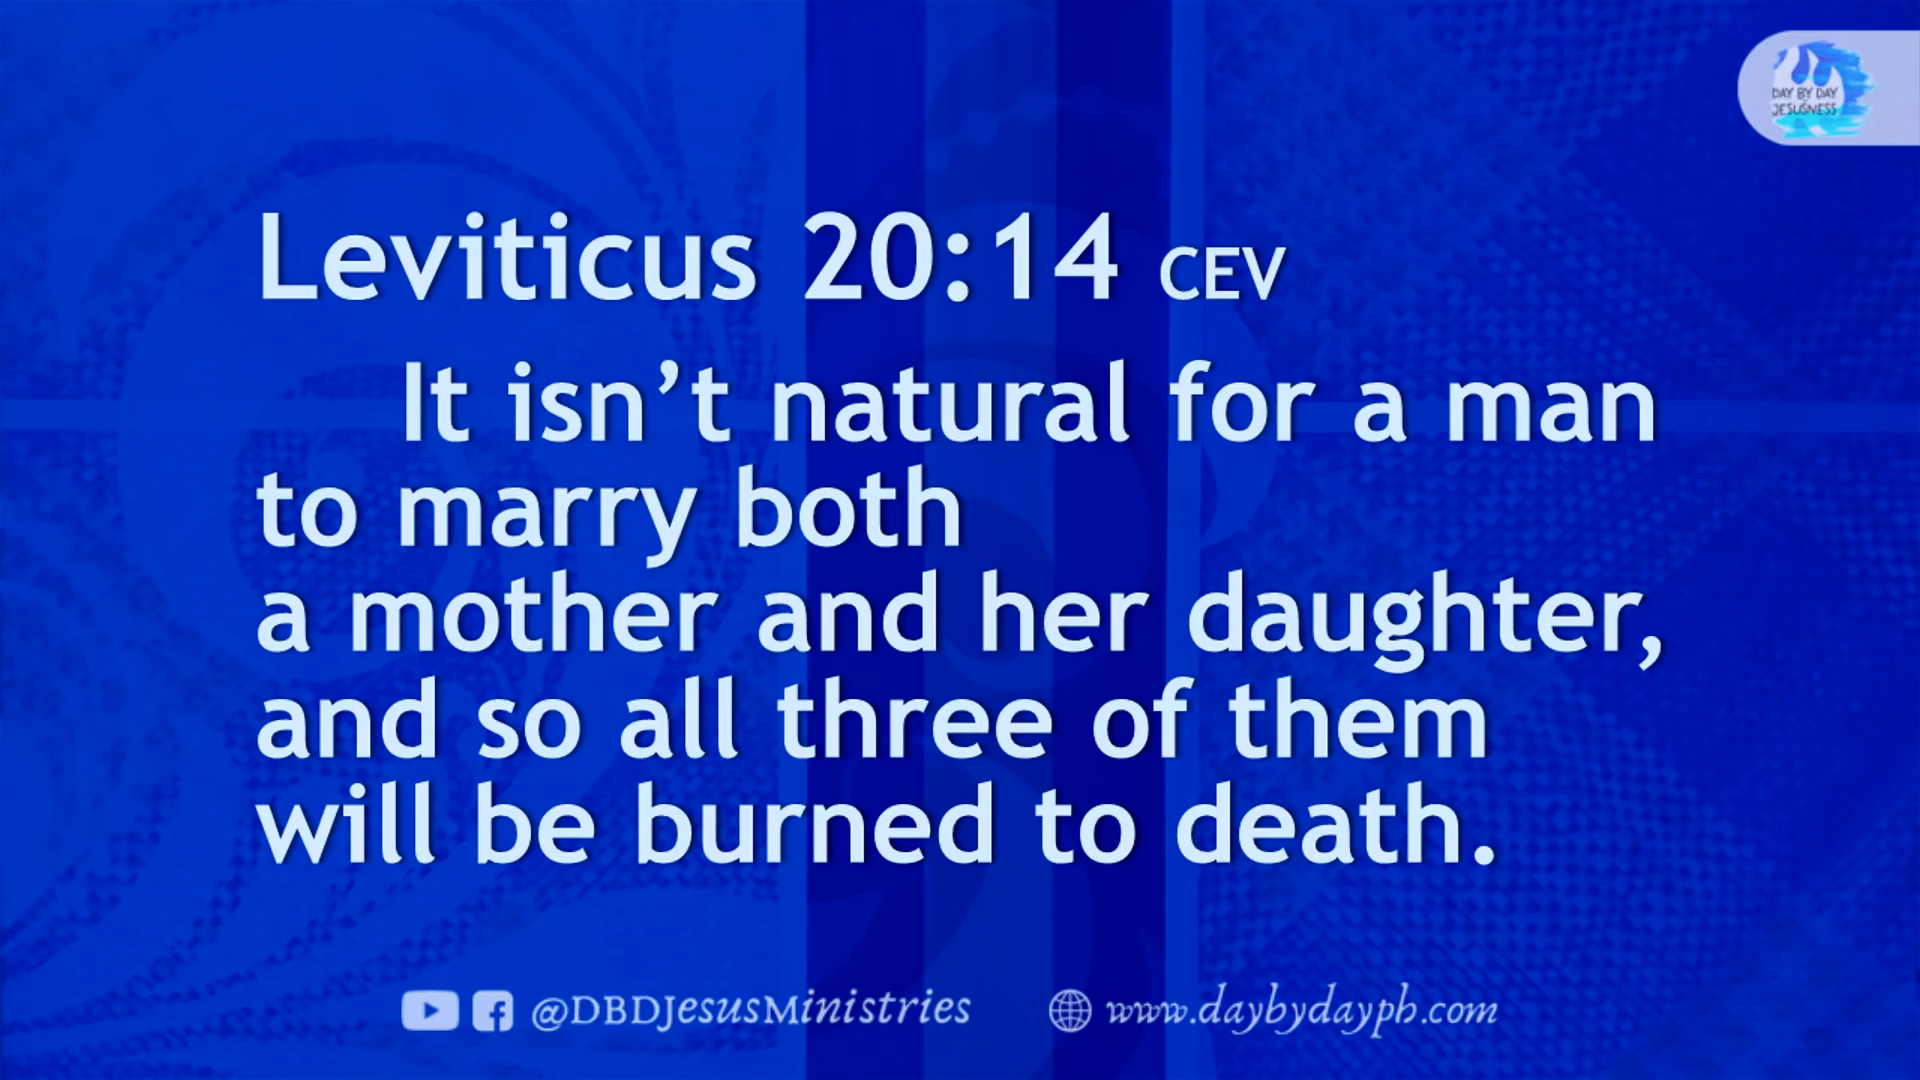 DAY BY DAY
JESUSNESS
Leviticus 20:14 CEV
It isn’t natural for a man
to marry both
a mother and her daughter,
and so all three of them
will be burned to death.
@DBDJesusMinistries www.daybydayph.com